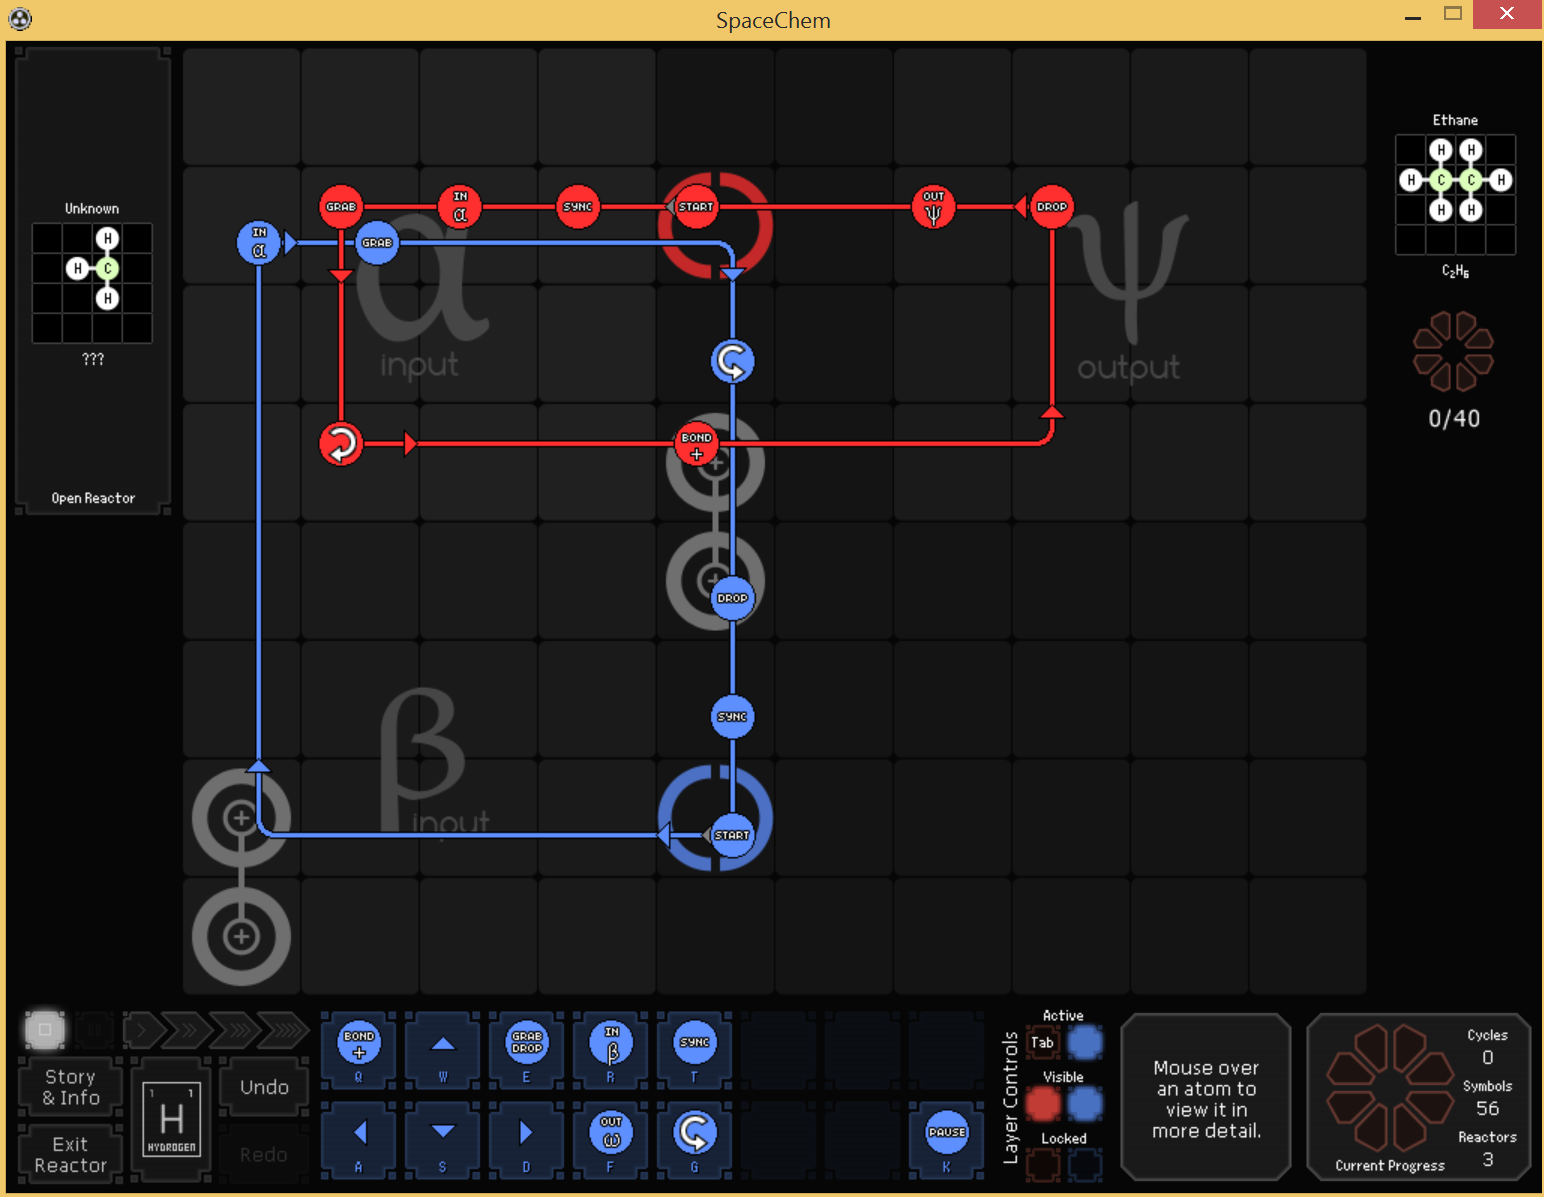 SpaceChem
Unknown
H
H
C
H
???
Open Reactor
GRAB
IN
α
SYNC
START
OUT
ψ
DROP
IN
α
GRAB
α
input
ψ
output
BOND
+
DROP
SYNC
β
input
START
Ethane
H
H
H
C
C
H
H
H
C₂H₆
0/40
Story
& Info
Exit
Reactor
1
1
H
HYDROGEN
Undo
Redo
BOND
+
Q
W
GRAB
DROP
E
IN
β
R
SYNC
T
A
S
D
OUT
ω
F
G
PAUSE
K
Layer Controls
Active
Tab
Visible
Locked
Mouse over
an atom to
view it in
more detail.
Cycles
0
Symbols
56
Reactors
3
Current Progress